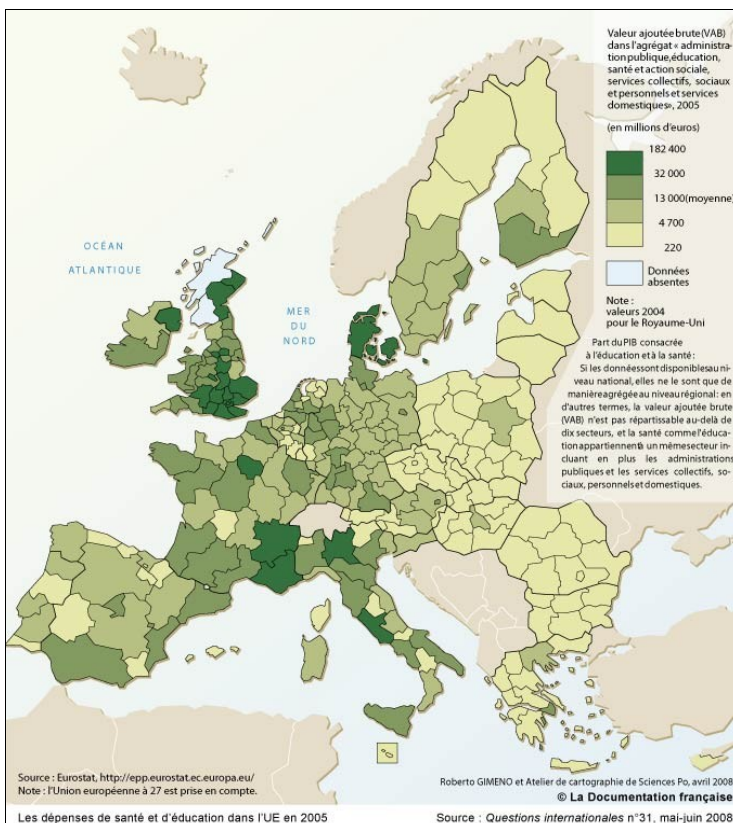 Valeur ajoutée brute (VAB)
dans l'agrégat « administra-
tion publique, éducation,
santé et action sociale,
services collectifs, sociaux
et personnels et services
domestiques», 2005
(en millions d'euros)
182 400
32 000
13 000 (moyenne)
4 700
220
Données
absentes
Note :
valeurs 2004
pour le Royaume-Uni
Part du PIB consacrée
à l'éducation et à la santé :
Si les données sont disponibles au ni-
veau national, elles ne le sont que de
manière agrégée au niveau régional : en
d'autres termes, la valeur ajoutée brute
(VAB) n'est pas répartissable au-delà de
dix secteurs, et la santé comme l'éduca-
tion appartiennent à un même secteur in-
cluant en plus les administrations
publiques et les services collectifs, so-
ciaux, personnels et domestiques.
OCÉAN
ATLANTIQUE
MER
DU
NORD
Source : Eurostat, http://epp.eurostat.ec.europa.eu/
Note : l'Union européenne à 27 est prise en compte.
Roberto GIMENO et Atelier de cartographie de Sciences Po, avril 2008
© La Documentation française
Les dépenses de santé et d'éducation dans l'UE en 2005
Source : Questions internationales n°31, mai-juin 2008